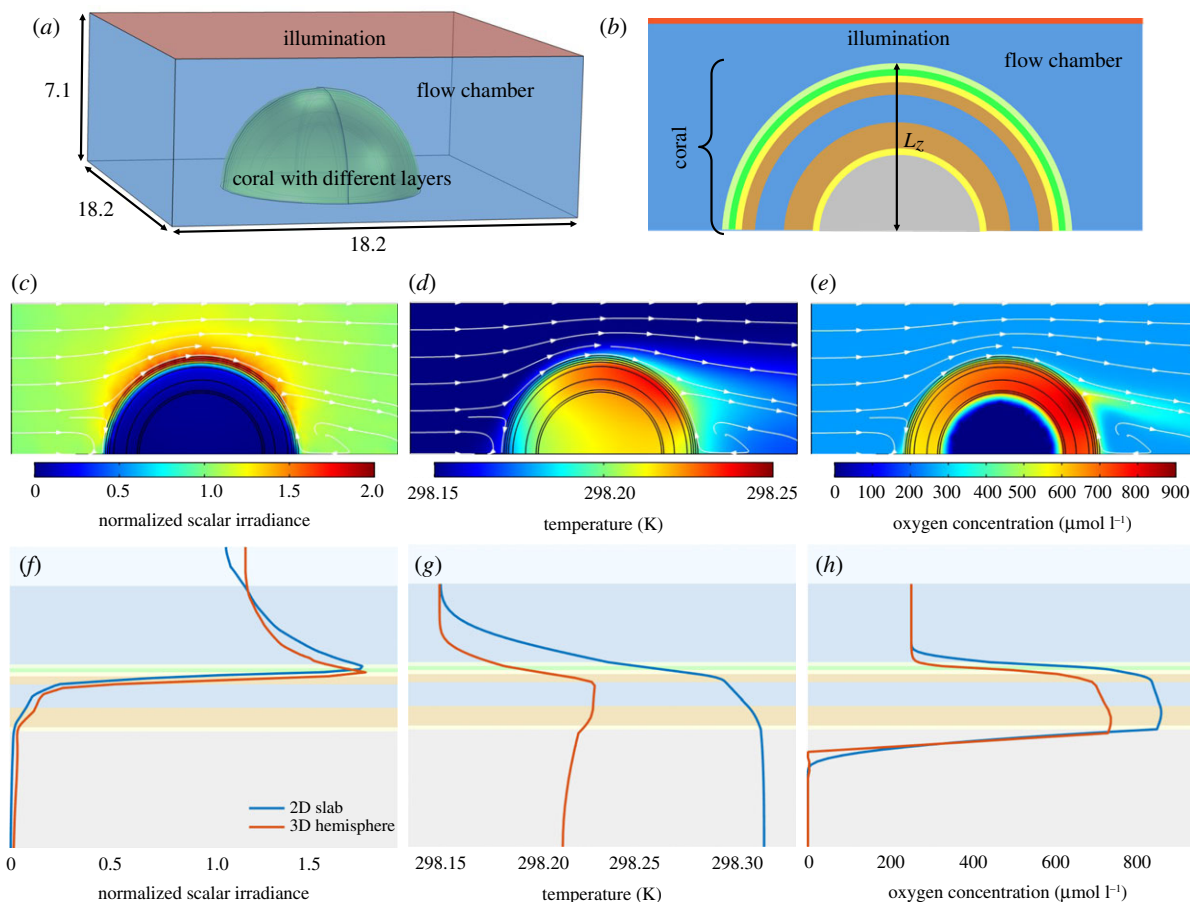 (a)
illumination
flow chamber
7.1
coral with different layers
18.2
18.2
(b)
illumination
flow chamber
coral
L_Z
(c)
0 0.5 1.0 1.5 2.0
normalized scalar irradiance
(d)
298.15 298.20 298.25
temperature (K)
(e)
0 100 200 300 400 500 600 700 800 900
oxygen concentration (µmol l⁻¹)
(f)
2D slab
3D hemisphere
0 0.5 1.0 1.5
normalized scalar irradiance
(g)
298.15 298.20 298.25 298.30
temperature (K)
(h)
0 200 400 600 800
oxygen concentration (µmol l⁻¹)